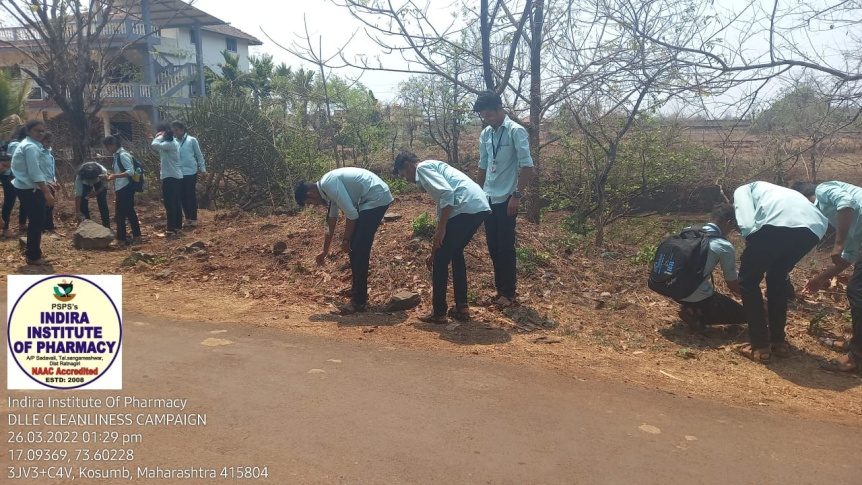 PSPS's
INDIRA
INSTITUTE
OF PHARMACY
A/P Sadavali, Tal.sangameshwer,
Dist Ratnagiri
NAAC Accredited
ESTD: 2008
Indira Institute Of Pharmacy
DLLE CLEANLINESS CAMPAIGN
26.03.2022 01:29 pm
17.09369, 73.60228
3JV3+C4V, Kosumb, Maharashtra 415804